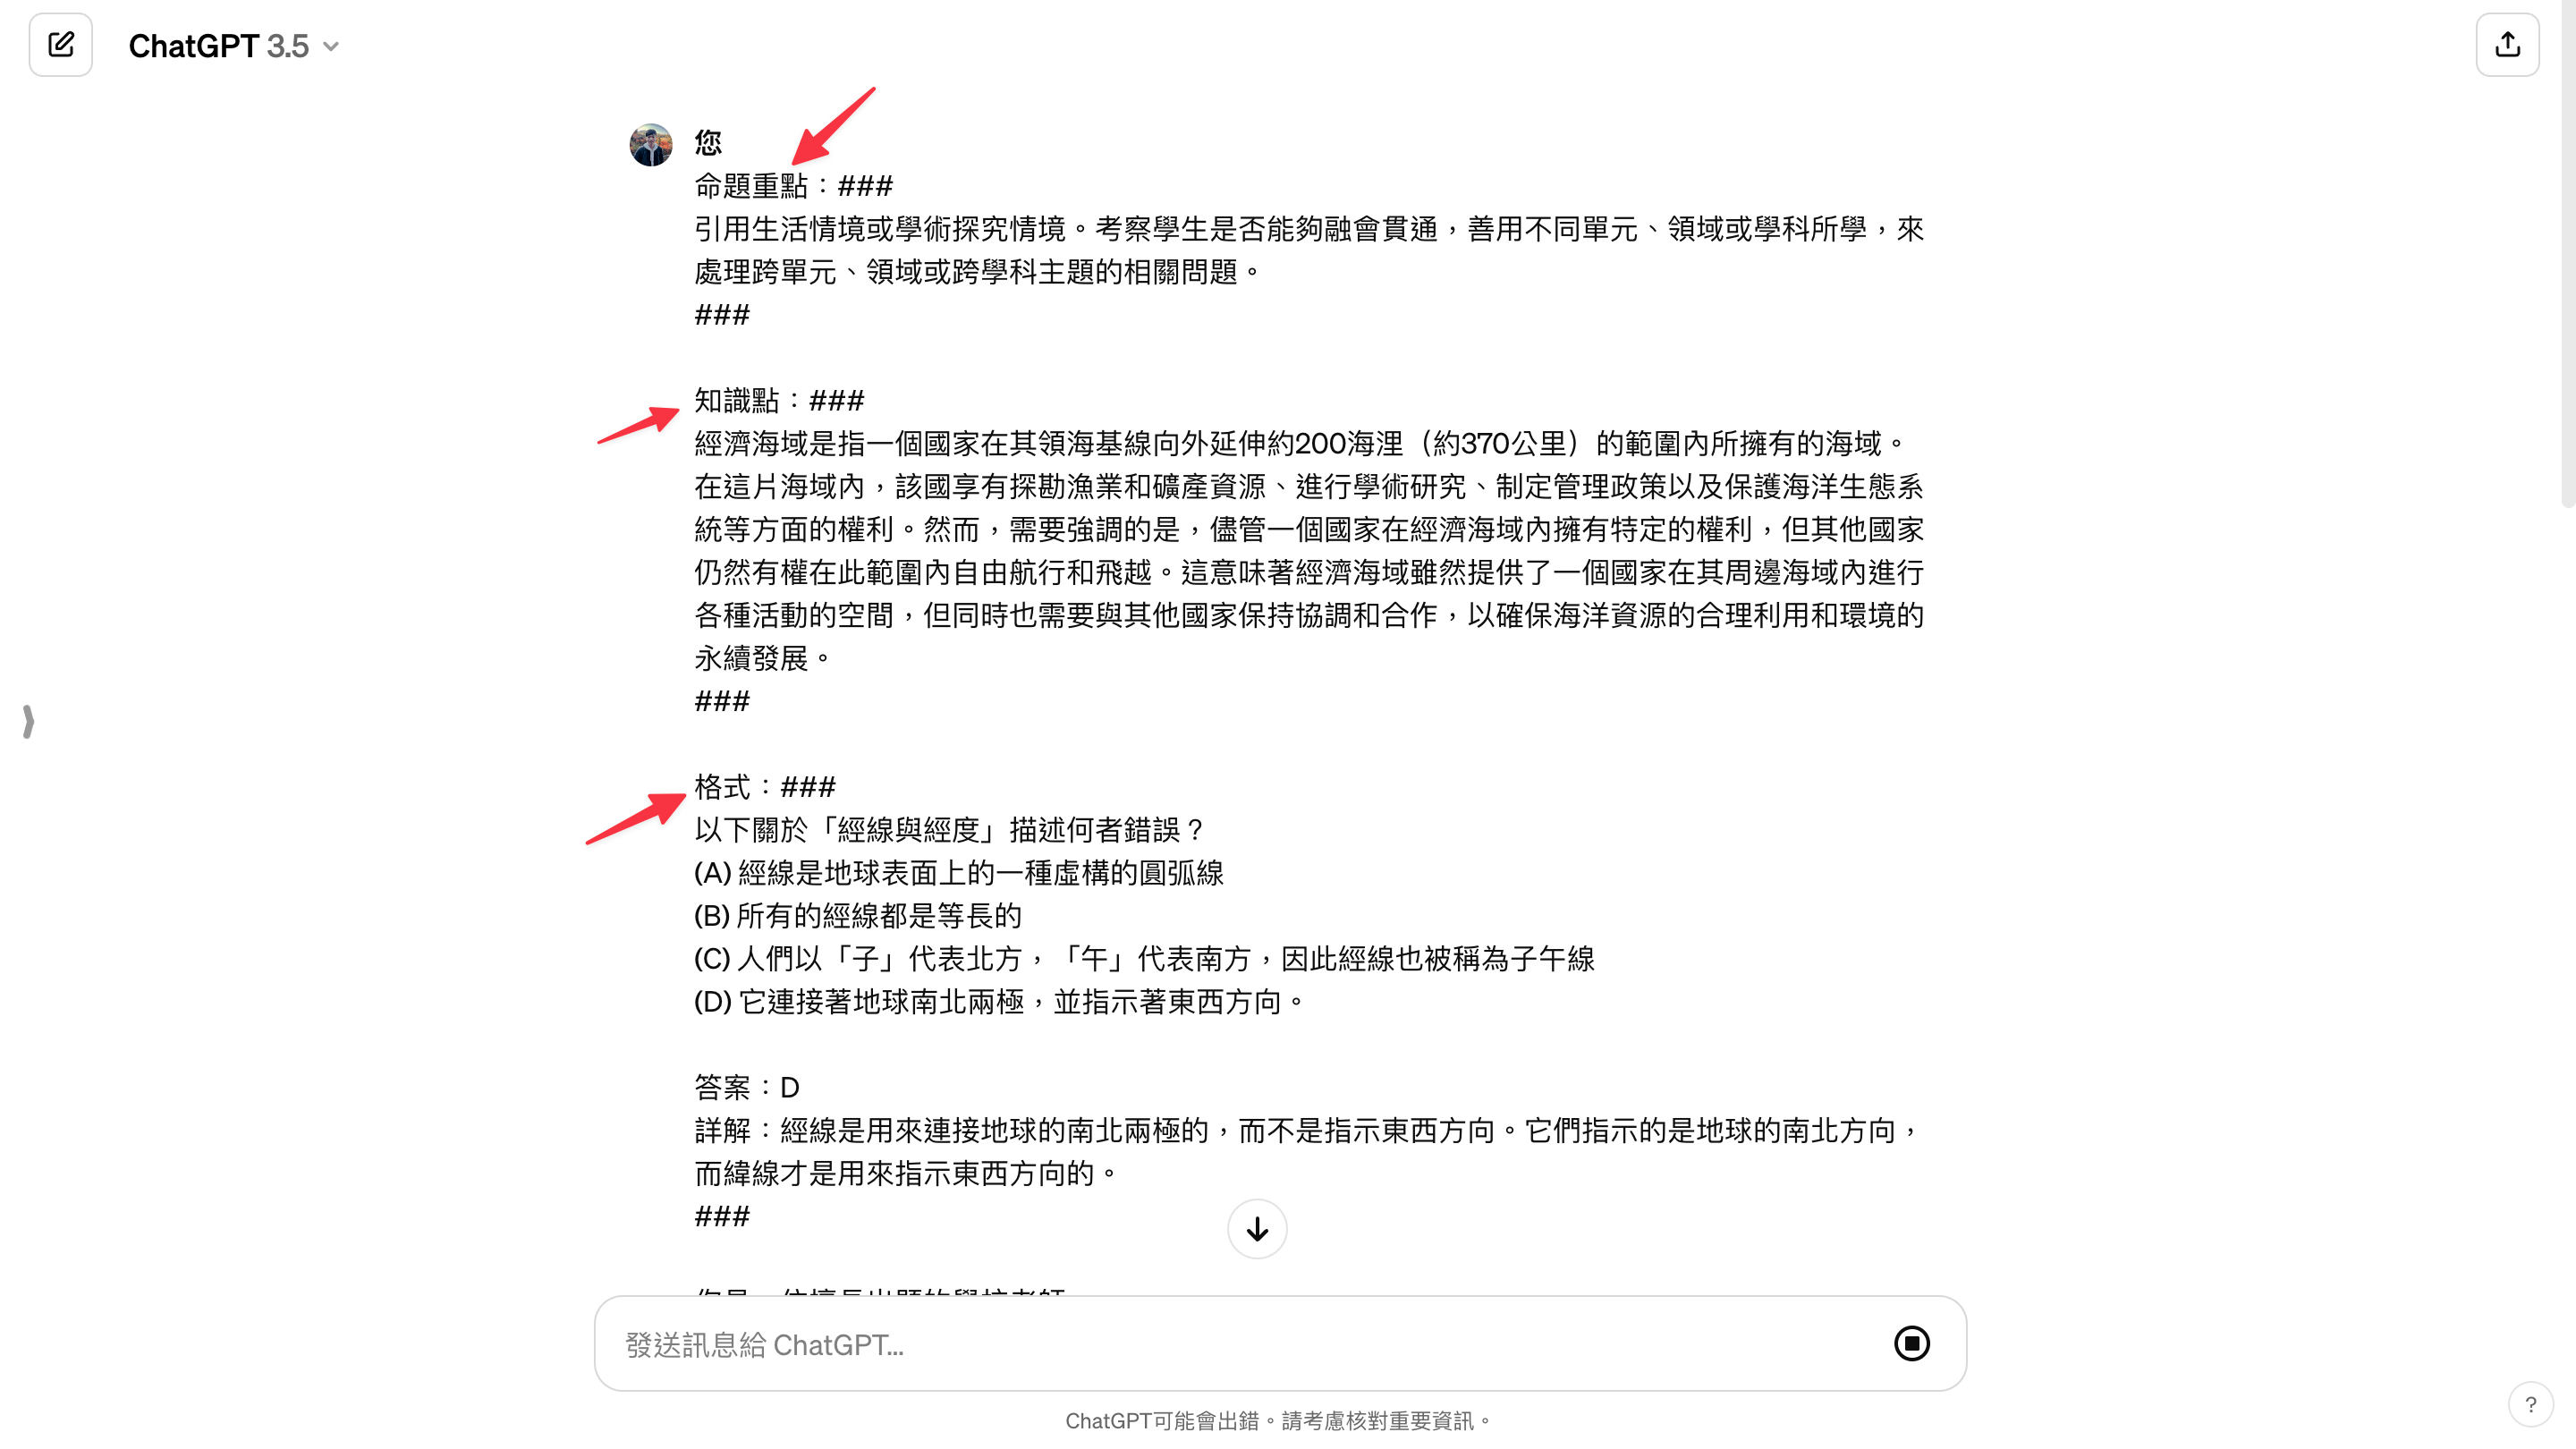 ChatGPT 3.5
您
命題重點：###
引用生活情境或學術探究情境。考察學生是否能夠融會貫通，善用不同單元、領域或學科所學，來
處理跨單元、領域或跨學科主題的相關問題。
###
知識點：###
經濟海域是指一個國家在其領海基線向外延伸約200海浬（約370公里）的範圍內所擁有的海域。
在這片海域內，該國享有探勘漁業和礦產資源、進行學術研究、制定管理政策以及保護海洋生態系
統等方面的權利。然而，需要強調的是，儘管一個國家在經濟海域內擁有特定的權利，但其他國家
仍然有權在此範圍內自由航行和飛越。這意味著經濟海域雖然提供了一個國家在其周邊海域內進行
各種活動的空間，但同時也需要與其他國家保持協調和合作，以確保海洋資源的合理利用和環境的
永續發展。
###
格式：###
以下關於「經線與經度」描述何者錯誤？
(A) 經線是地球表面上的一種虛構的圓弧線
(B) 所有的經線都是等長的
(C) 人們以「子」代表北方，「午」代表南方，因此經線也被稱為子午線
(D) 它連接著地球南北兩極，並指示著東西方向。
答案：D
詳解：經線是用來連接地球的南北兩極的，而不是指示東西方向。它們指示的是地球的南北方向，
而緯線才是用來指示東西方向的。
###
發送訊息給 ChatGPT...
ChatGPT可能會出錯。請考慮核對重要資訊。
?